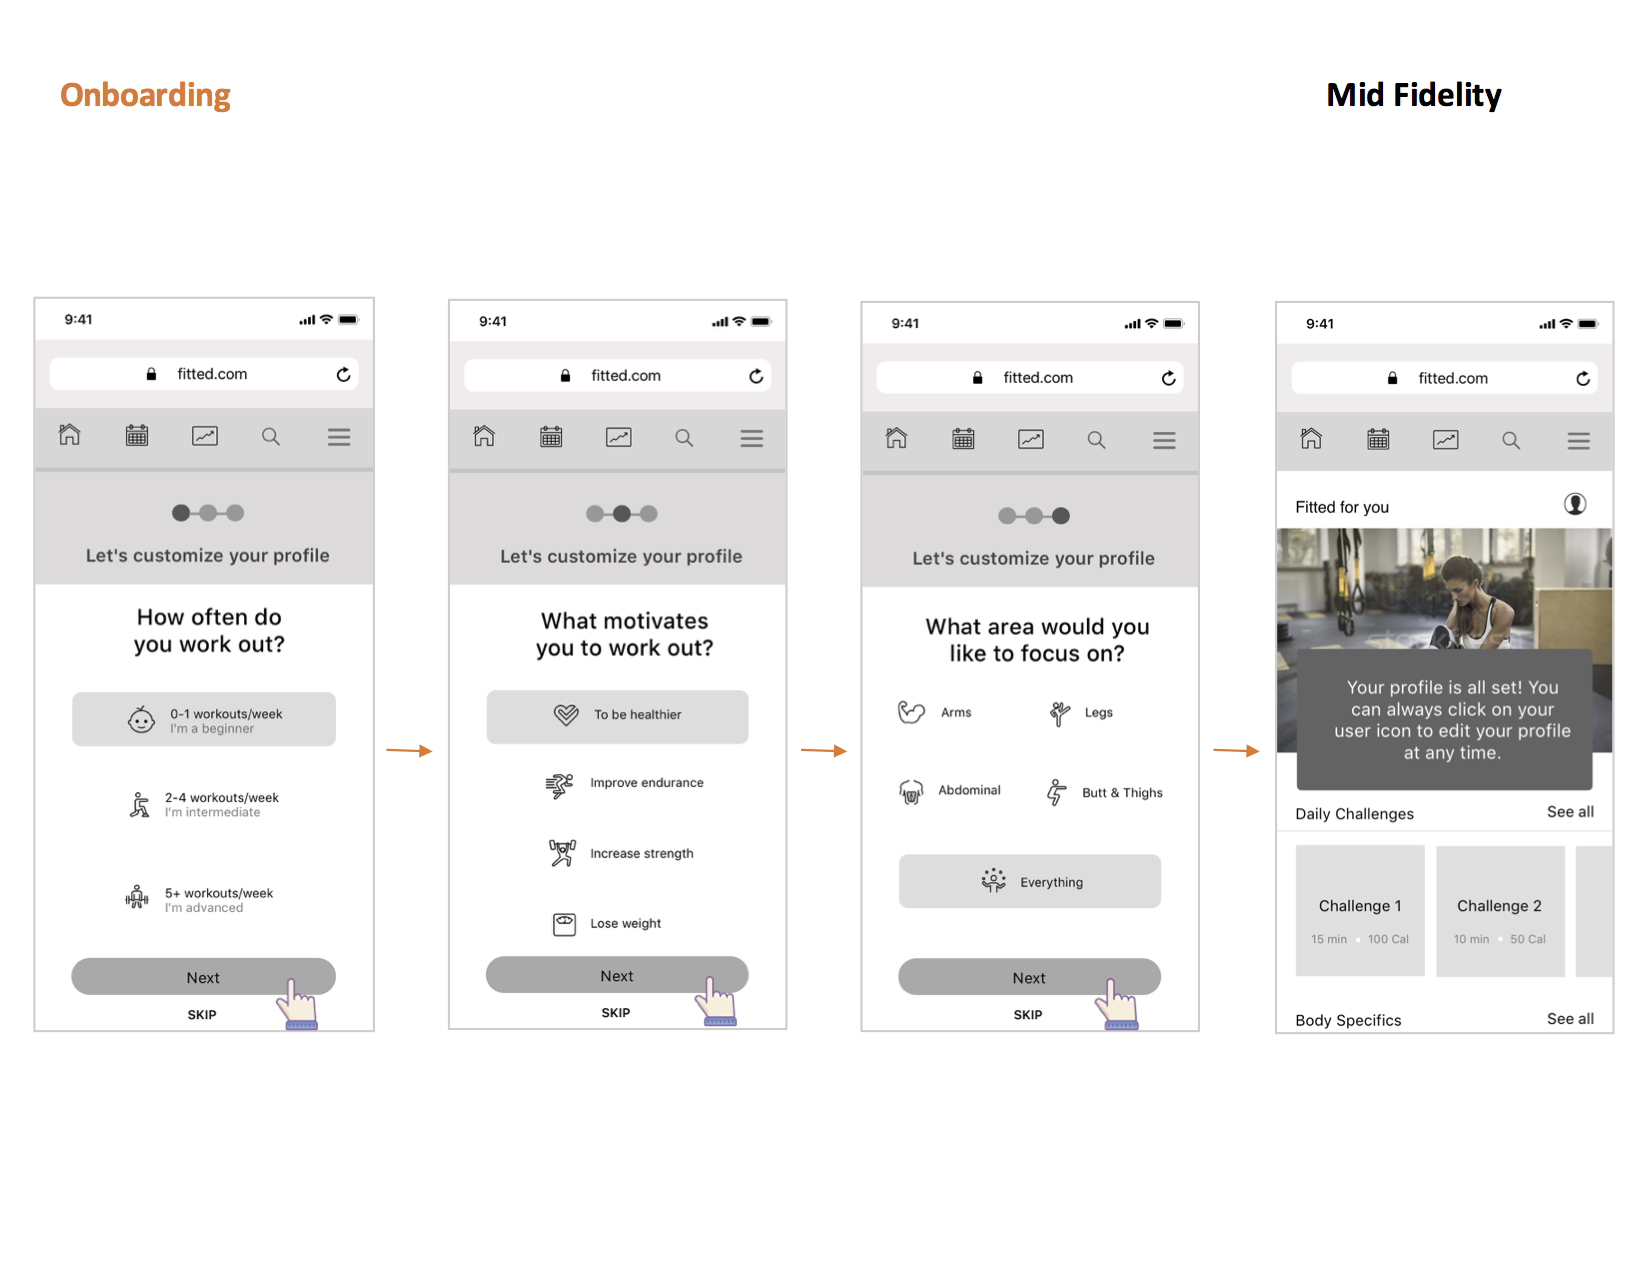 Onboarding
Mid Fidelity
9:41
fitted.com
Let's customize your profile
How often do
you work out?
0-1 workouts/week
I'm a beginner
2-4 workouts/week
I'm intermediate
5+ workouts/week
I'm advanced
Next
SKIP
9:41
fitted.com
Let's customize your profile
What motivates
you to work out?
To be healthier
Improve endurance
Increase strength
Lose weight
Next
SKIP
9:41
fitted.com
Let's customize your profile
What area would you
like to focus on?
Arms
Legs
Abdominal
Butt & Thighs
Everything
Next
SKIP
9:41
fitted.com
Fitted for you
Your profile is all set! You
can always click on your
user icon to edit your profile
at any time.
Daily Challenges
See all
Challenge 1
15 min • 100 Cal
Challenge 2
10 min • 50 Cal
Body Specifics
See all